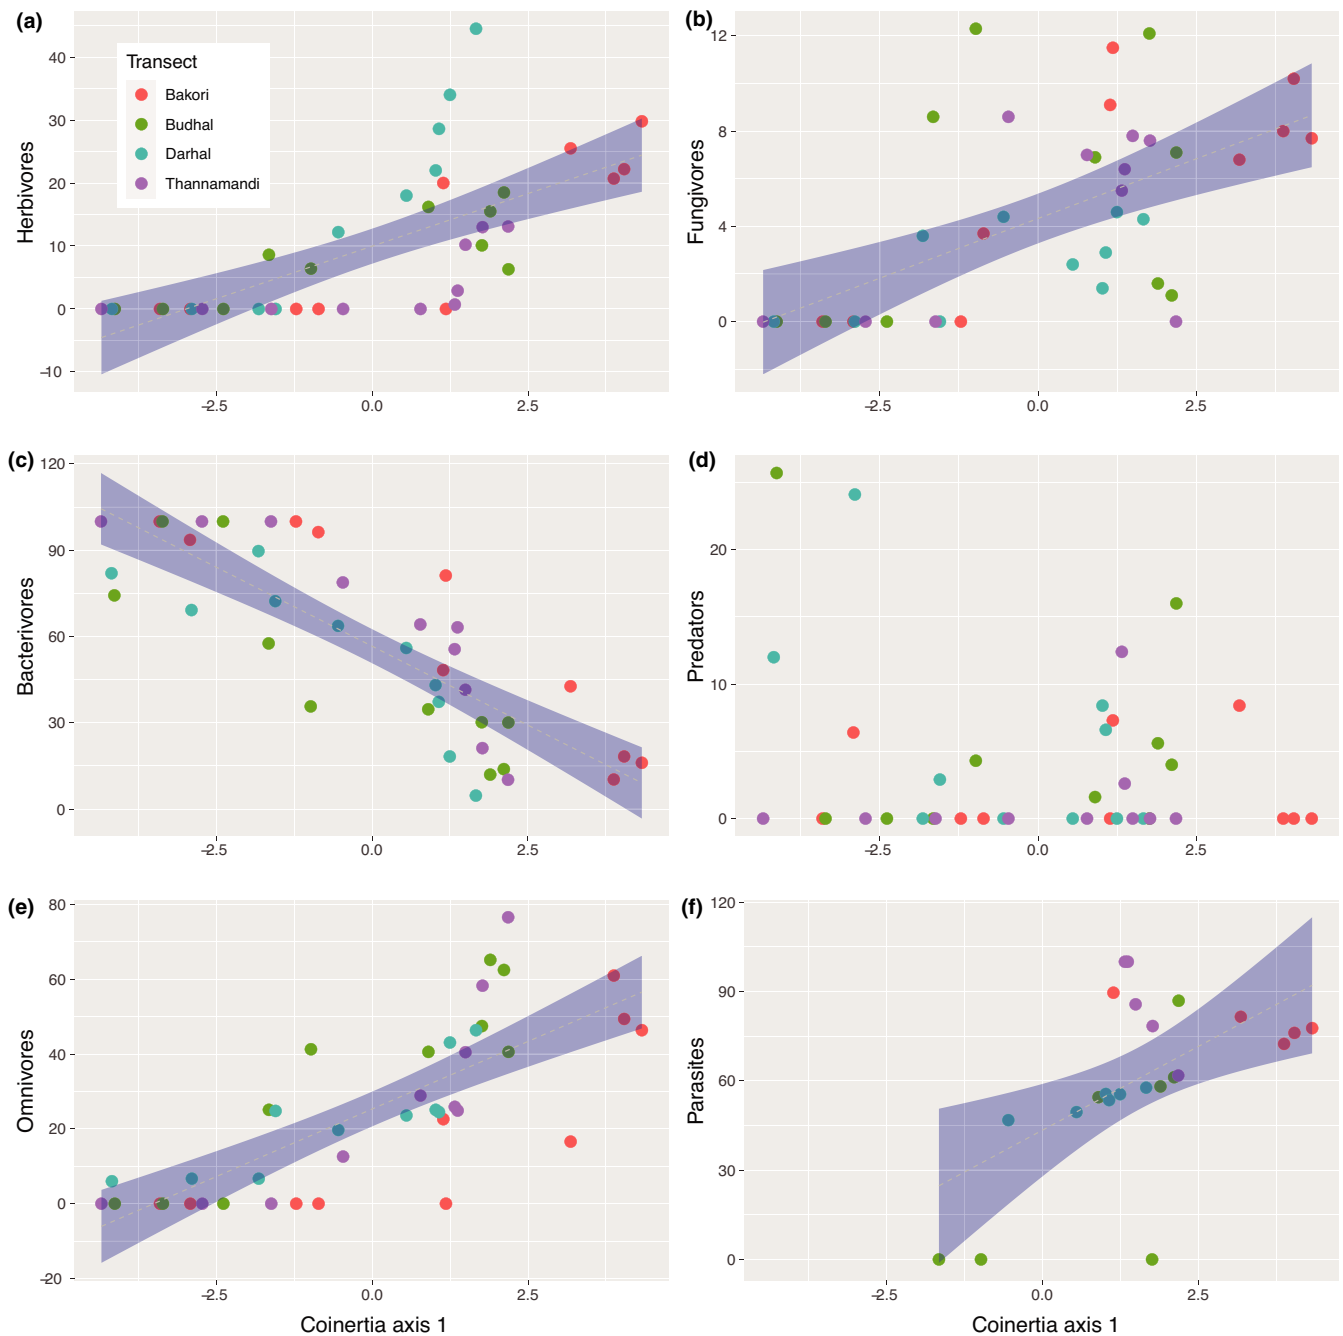 (a)
Herbivores
40
30
20
10
0
−10
Transect
Bakori
Budhal
Darhal
Thannamandi
−2.5 0.0 2.5
(b)
Fungivores
12
8
4
0
−2.5 0.0 2.5
(c)
Bacterivores
120
90
60
30
0
−2.5 0.0 2.5
(d)
Predators
20
10
0
−2.5 0.0 2.5
(e)
Omnivores
80
60
40
20
0
−20
−2.5 0.0 2.5
Coinertia axis 1
(f)
Parasites
120
90
60
30
0
−2.5 0.0 2.5
Coinertia axis 1